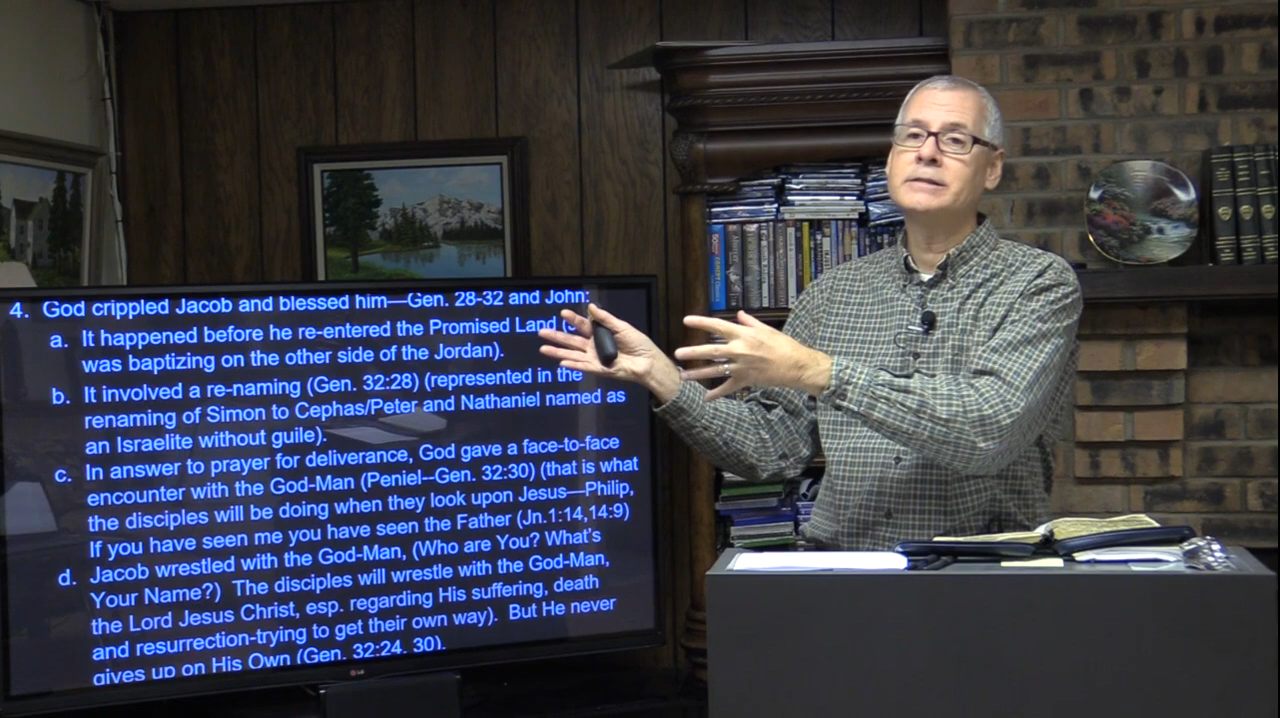 4. God crippled Jacob and blessed him—Gen. 28-32 and John:
a. It happened before he re-entered the Promised Land
was baptizing on the other side of the Jordan).
b. It involved a re-naming (Gen. 32:28) (represented in the
renaming of Simon to Cephas/Peter and Nathaniel named as
an Israelite without guile).
c. In answer to prayer for deliverance, God gave a face-to-face
encounter with the God-Man (Peniel--Gen. 32:30) (that is what
the disciples will be doing when they look upon Jesus—Philip,
If you have seen me you have seen the Father (Jn.1:14,14:9)
d. Jacob wrestled with the God-Man, (Who are You? What's
Your Name?) The disciples will wrestle with the God-Man,
the Lord Jesus Christ, esp. regarding His suffering, death
and resurrection-trying to get their own way). But He never
gives up on His Own (Gen. 32:24, 30).
LG